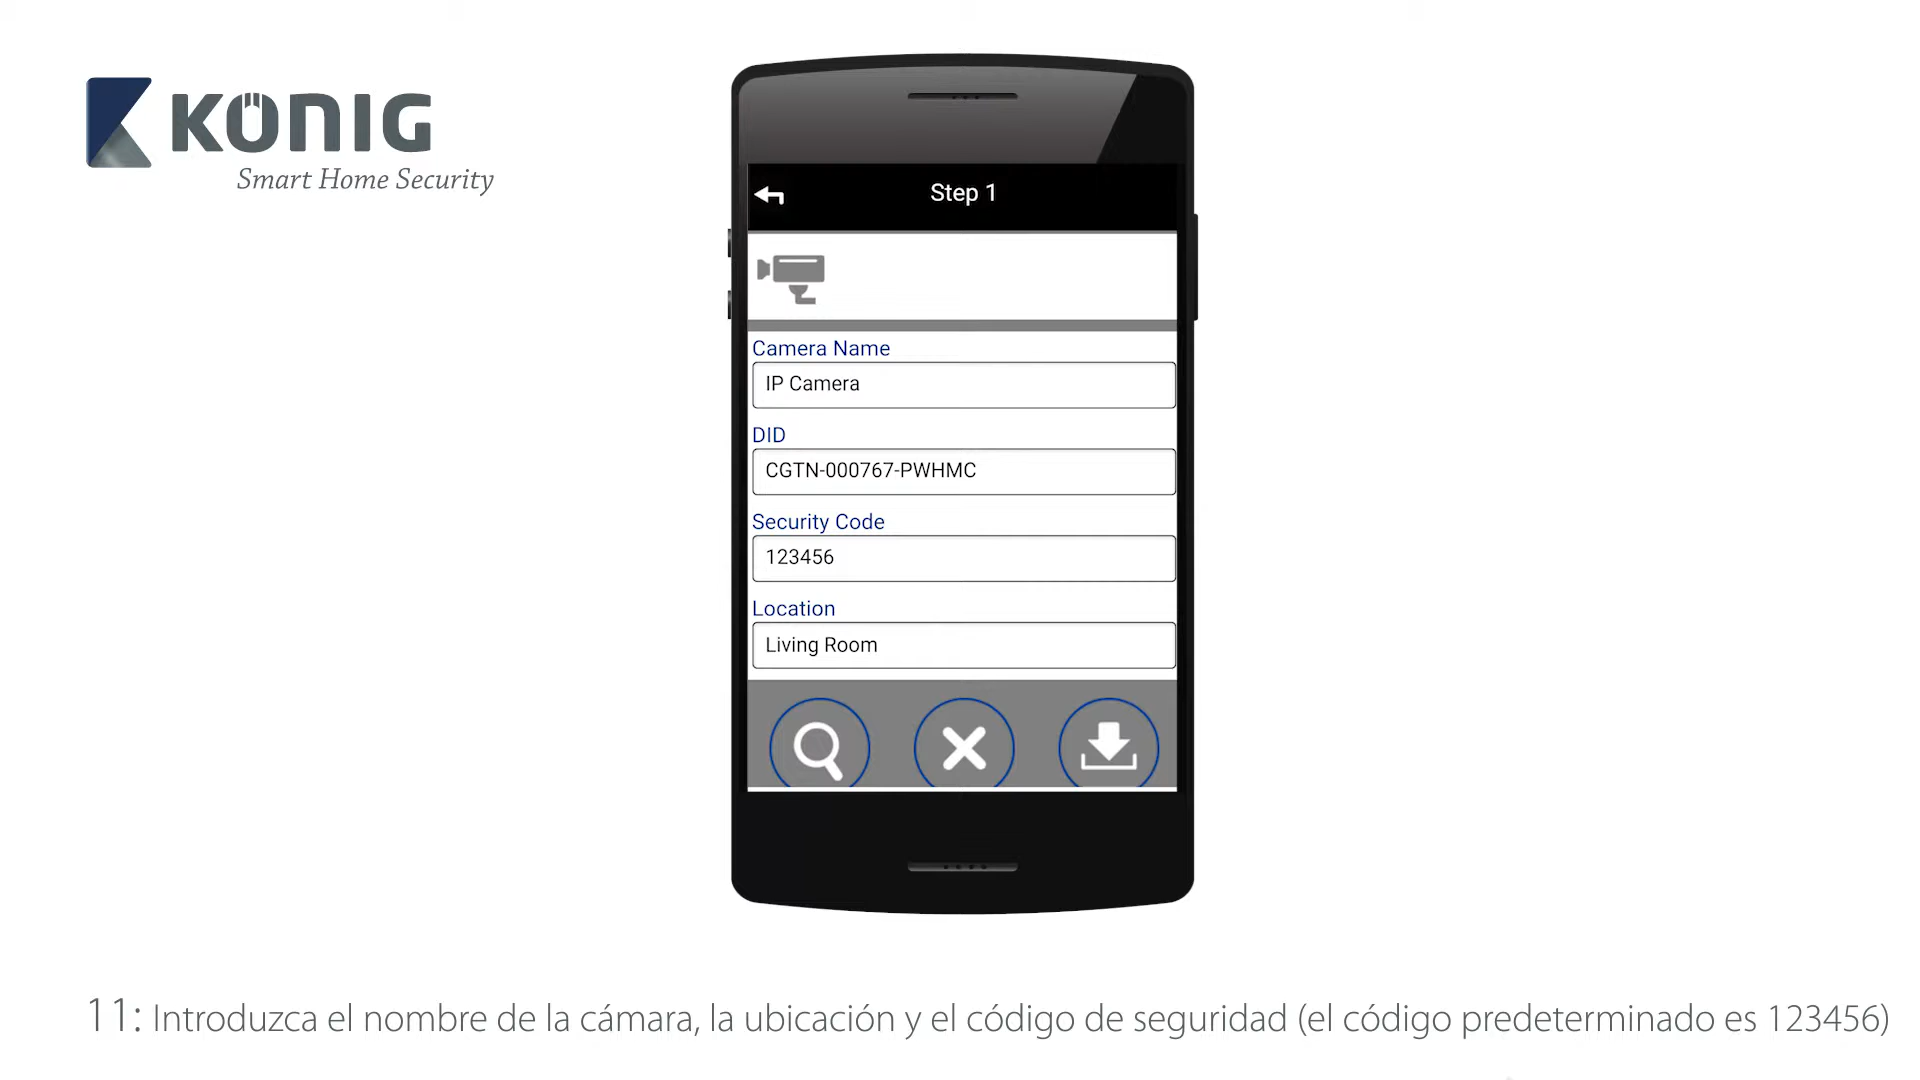 KÖNIG
Smart Home Security
Step 1
Camera Name
IP Camera
DID
CGTN-000767-PWHMC
Security Code
123456
Location
Living Room
11: Introduzca el nombre de la cámara, la ubicación y el código de seguridad (el código predeterminado es 123456)